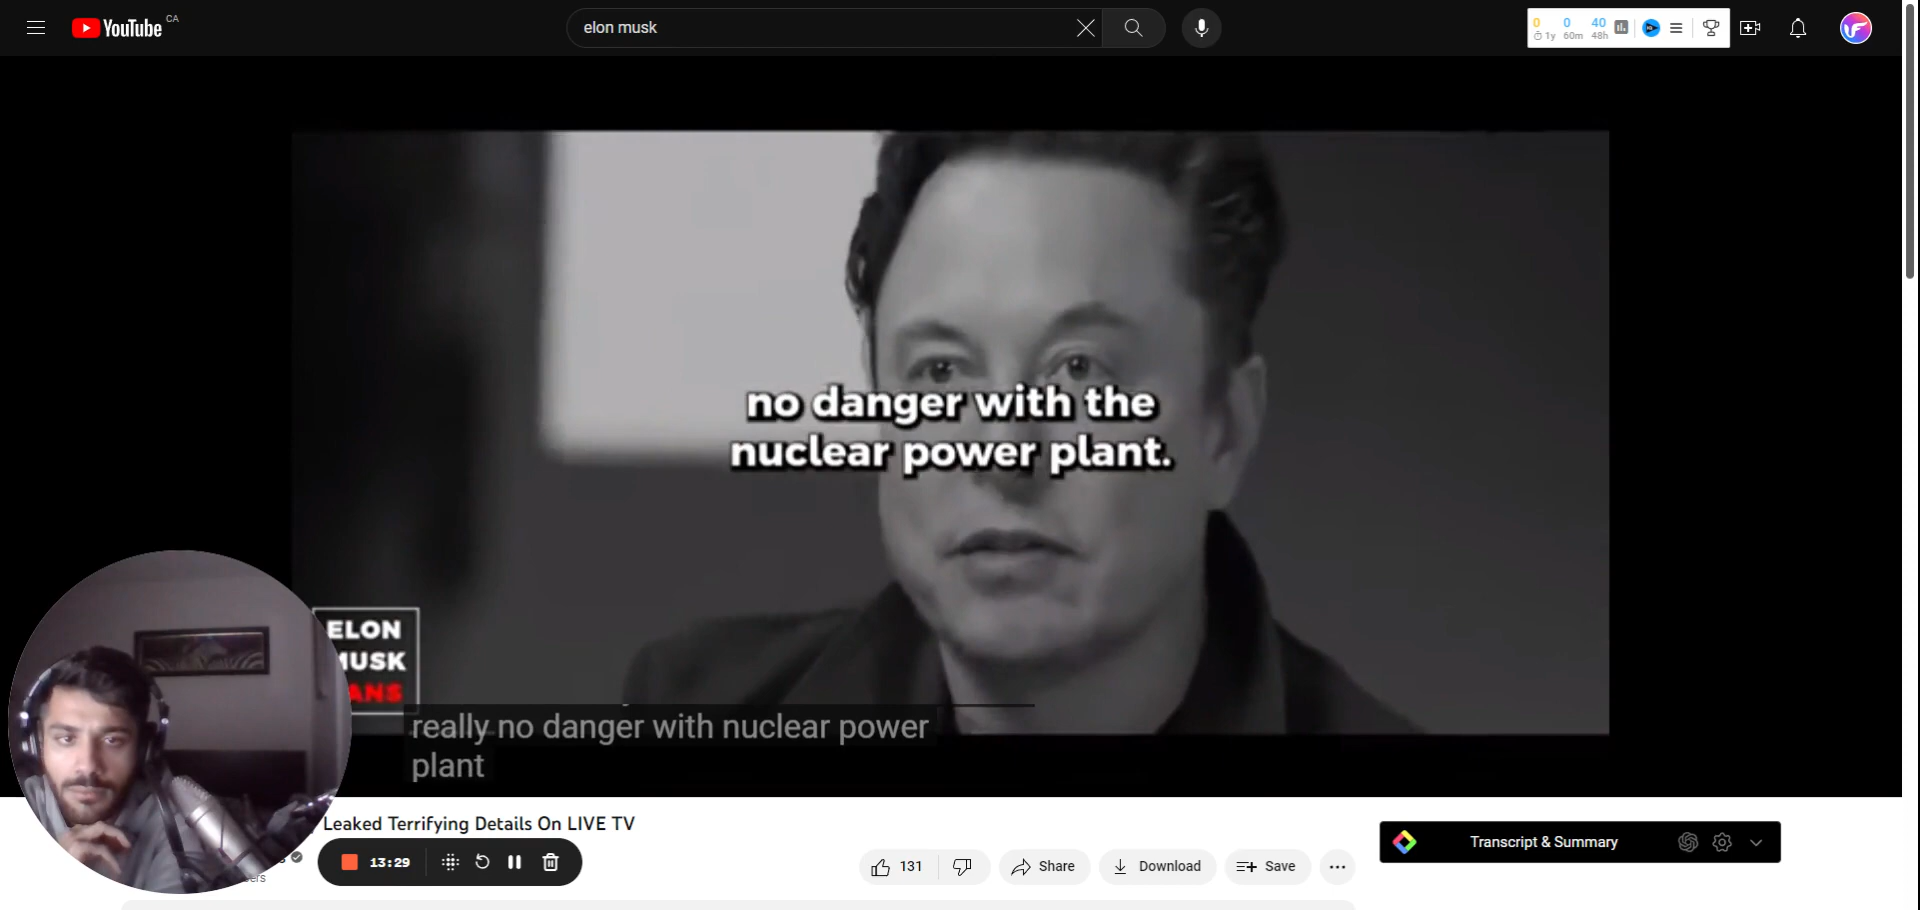 YouTube CA
elon musk
0 0 40
1y 60m 48h
no danger with the
nuclear power plant.
ELON
MUSK
ANS
really no danger with nuclear power
plant
Leaked Terrifying Details On LIVE TV
13:29
131
Share
Download
Save
Transcript & Summary